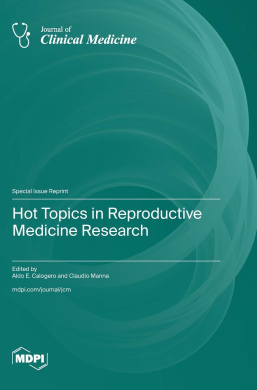 Journal of
Clinical Medicine
Special Issue Reprint
Hot Topics in Reproductive
Medicine Research
Edited by
Aldo E. Calogero and Claudio Manna
mdpi.com/journal/jcm
MDPI